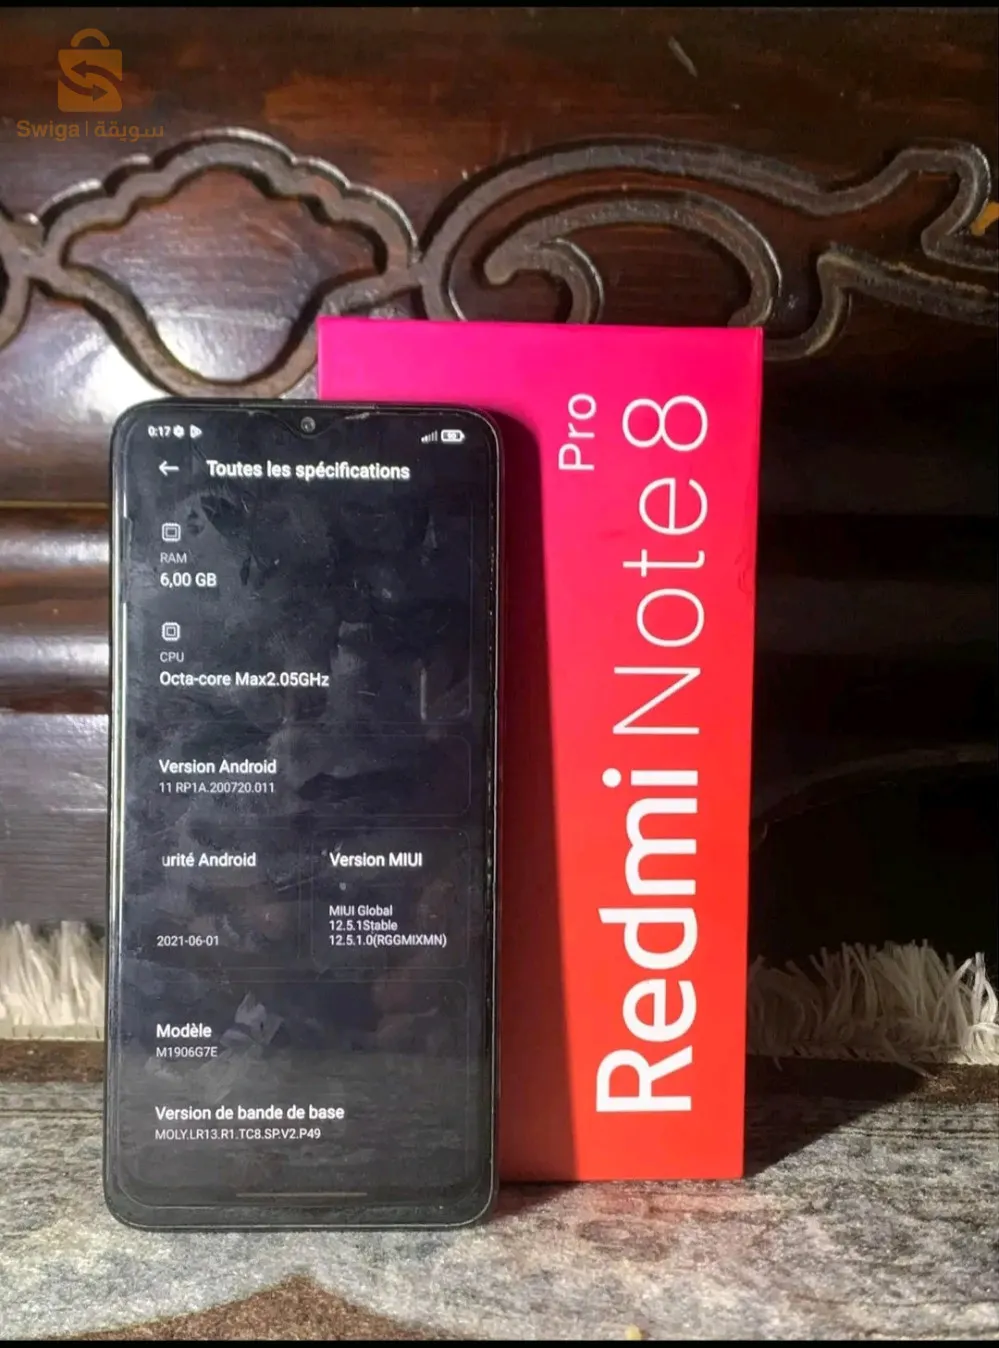 Swiga | سويقة
0:17
Toutes les spécifications
RAM
6,00 GB
CPU
Octa-core Max2.05GHz
Version Android
11 RP1A.200720.011
urité Android
2021-06-01
Version MIUI
MIUI Global
12.5.1Stable
12.5.1.0(RGGMIXMN)
Modèle
M1906G7E
Version de bande de base
MOLY.LR13.R1.TC8.SP.V2.P49
Redmi Note 8
Pro